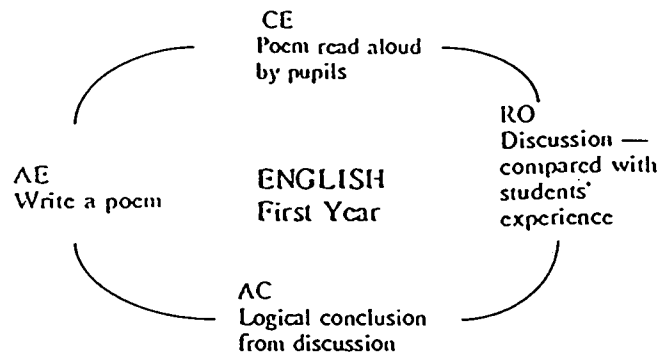 CE
Poem read aloud
by pupils
RO
Discussion —
compared with
students'
experience
AE
Write a poem
ENGLISH
First Year
AC
Logical conclusion
from discussion